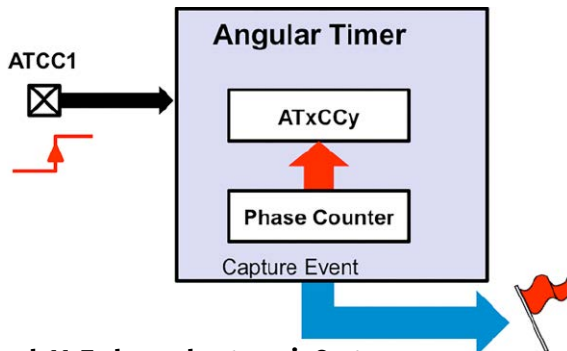 Angular Timer
ATCC1
ATxCCy
Phase Counter
Capture Event